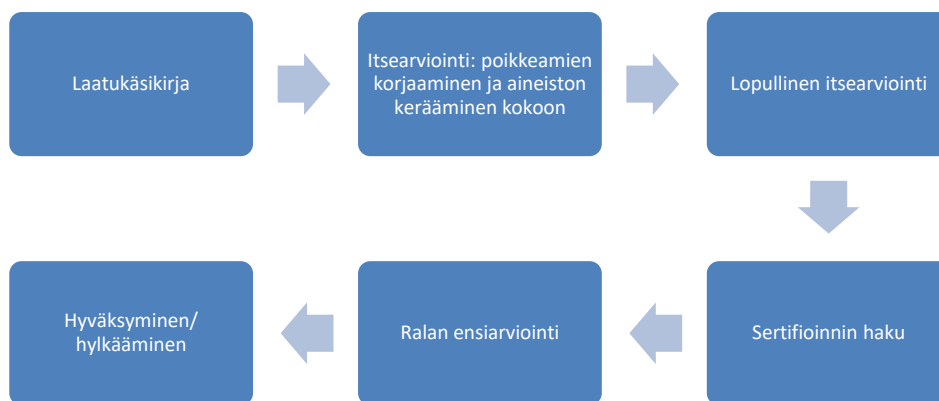 Laatukäsikirja
Itsearviointi: poikkeamien
korjaaminen ja aineiston
kerääminen kokoon
Lopullinen itsearviointi
Sertifioinnin haku
Ralan ensiarviointi
Hyväksyminen/
hylkääminen